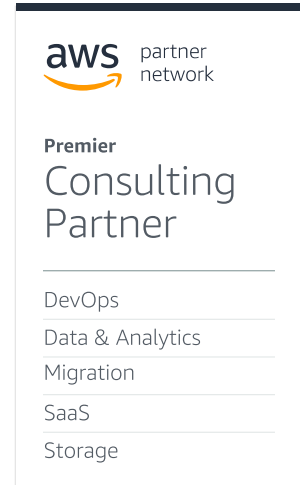 aws partner
network
Premier
Consulting
Partner
DevOps
Data & Analytics
Migration
SaaS
Storage